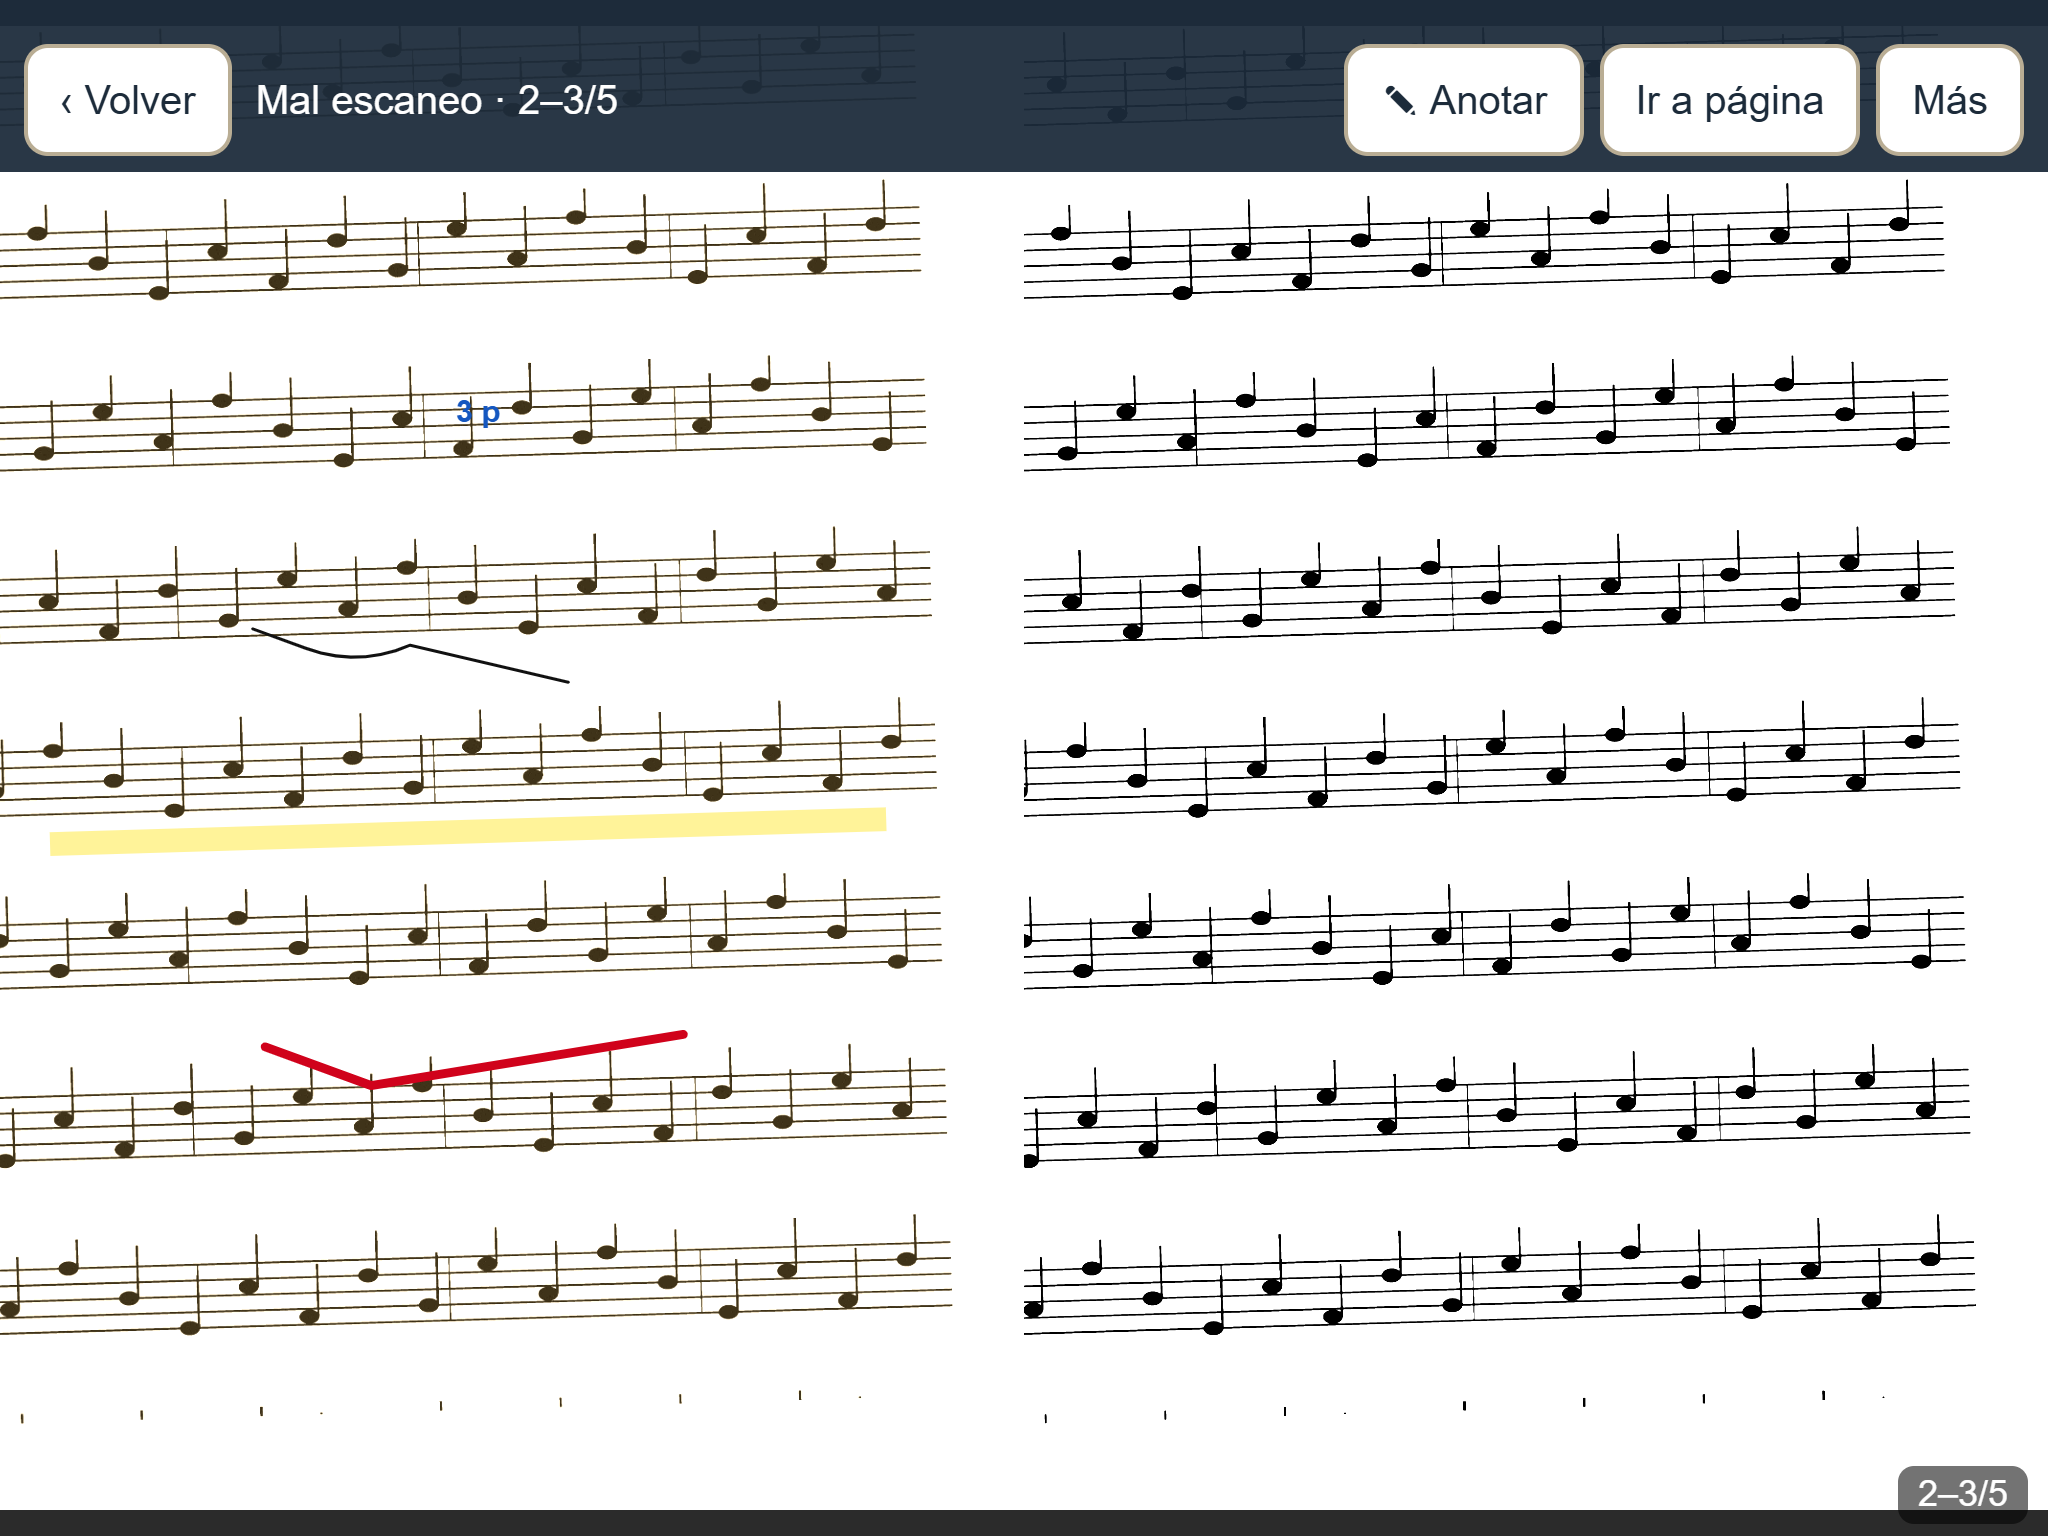 ‹ Volver
Mal escaneo · 2–3/5
Anotar
Ir a página
Más
3 p
2–3/5